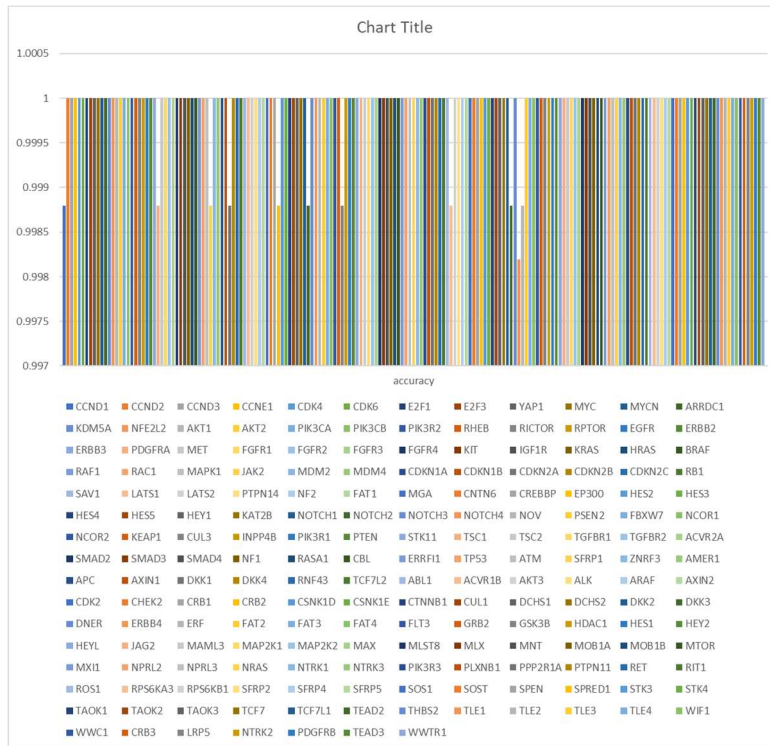 Chart Title
1.0005
1
0.9995
0.999
0.9985
0.998
0.9975
0.997
accuracy
CCND1 CCND2 CCND3 CCNE1 CDK4 CDK6 E2F1 E2F3 YAP1 MYC MYCN ARRDC1
KDM5A NFE2L2 AKT1 AKT2 PIK3CA PIK3CB PIK3R2 RHEB RICTOR RPTOR EGFR ERBB2
ERBB3 PDGFRA MET FGFR1 FGFR2 FGFR3 FGFR4 KIT IGF1R KRAS HRAS BRAF
RAF1 RAC1 MAPK1 JAK2 MDM2 MDM4 CDKN1A CDKN1B CDKN2A CDKN2B CDKN2C RB1
SAV1 LATS1 LATS2 PTPN14 NF2 FAT1 MGA CNTN6 CREBBP EP300 HES2 HES3
HES4 HES5 HEY1 KAT2B NOTCH1 NOTCH2 NOTCH3 NOTCH4 NOV PSEN2 FBXW7 NCOR1
NCOR2 KEAP1 CUL3 INPP4B PIK3R1 PTEN STK11 TSC1 TSC2 TGFBR1 TGFBR2 ACVR2A
SMAD2 SMAD3 SMAD4 NF1 RASA1 CBL ERRFI1 TP53 ATM SFRP1 ZNRF3 AMER1
APC AXIN1 DKK1 DKK4 RNF43 TCF7L2 ABL1 ACVR1B AKT3 ALK ARAF AXIN2
CDK2 CHEK2 CRB1 CRB2 CSNK1D CSNK1E CTNNB1 CUL1 DCHS1 DCHS2 DKK2 DKK3
DNER ERBB4 ERF FAT2 FAT3 FAT4 FLT3 GRB2 GSK3B HDAC1 HES1 HEY2
HEYL JAG2 MAML3 MAP2K1 MAP2K2 MAX MLST8 MLX MNT MOB1A MOB1B MTOR
MXI1 NPRL2 NPRL3 NRAS NTRK1 NTRK3 PIK3R3 PLXNB1 PPP2R1A PTPN11 RET RIT1
ROS1 RPS6KA3 RPS6KB1 SFRP2 SFRP4 SFRP5 SOS1 SOST SPEN SPRED1 STK3 STK4
TAOK1 TAOK2 TAOK3 TCF7 TCF7L1 TEAD2 THBS2 TLE1 TLE2 TLE3 TLE4 WIF1
WWC1 CRB3 LRP5 NTRK2 PDGFRB TEAD3 WWTR1